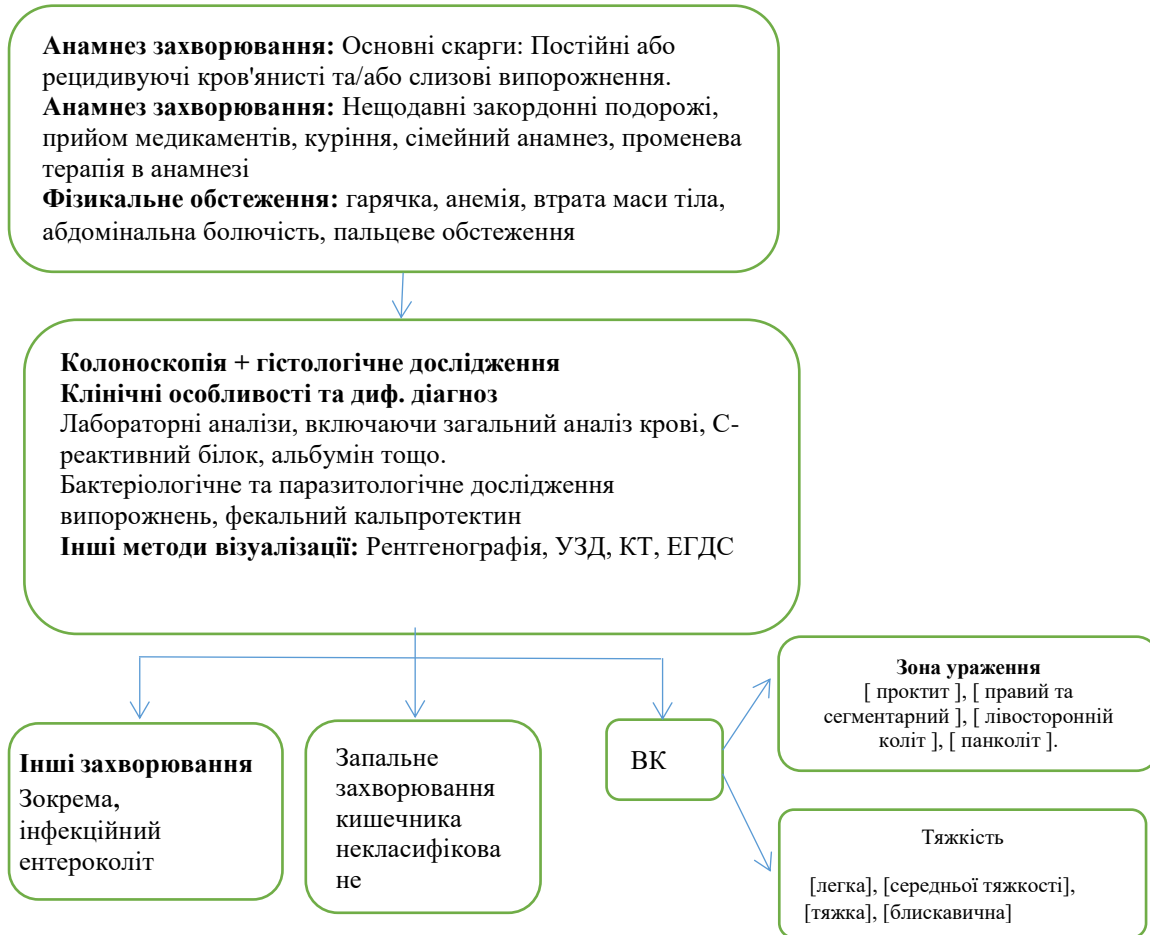 Анамнез захворювання: Основні скарги: Постійні або
рецидивуючі кров'янисті та/або слизові випорожнення.
Анамнез захворювання: Нещодавні закордонні подорожі,
прийом медикаментів, куріння, сімейний анамнез, променева
терапія в анамнезі
Фізикальне обстеження: гарячка, анемія, втрата маси тіла,
абдомінальна болючість, пальцеве обстеження
Колоноскопія + гістологічне дослідження
Клінічні особливості та диф. діагноз
Лабораторні аналізи, включаючи загальний аналіз крові, С-
реактивний білок, альбумін тощо.
Бактеріологічне та паразитологічне дослідження
випорожнень, фекальний кальпротектин
Інші методи візуалізації: Рентгенографія, УЗД, КТ, ЕГДС
Інші захворювання
Зокрема,
інфекційний
ентероколіт
Запальне
захворювання
кишечника
некласифікова
не
ВК
Зона ураження
[ проктит ], [ правий та
сегментарний ], [ лівосторонній
коліт ], [ панколіт ].
Тяжкість
[легка], [середньої тяжкості],
[тяжка], [блискавична]